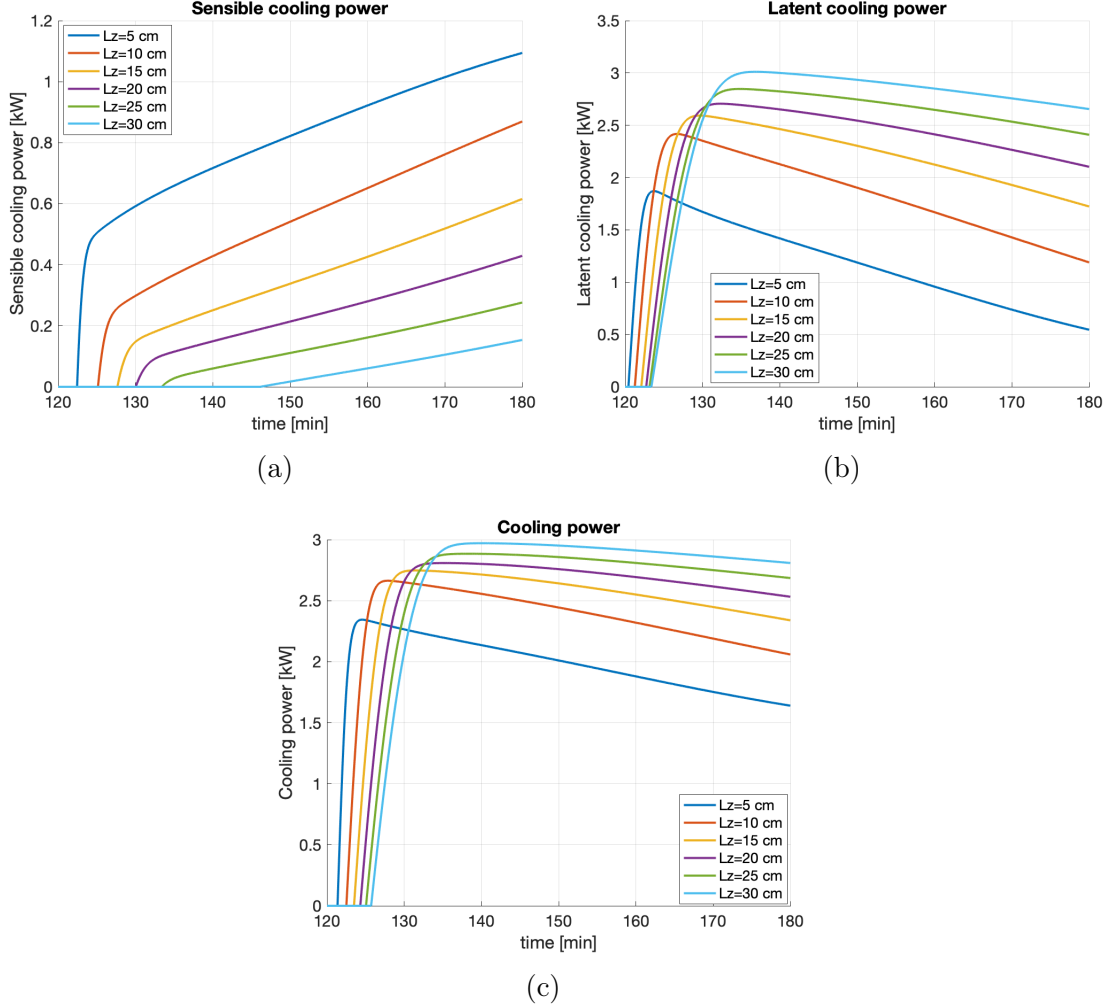 Sensible cooling power
Sensible cooling power [kW]
1.2
1
0.8
0.6
0.4
0.2
0
Lz=5 cm
Lz=10 cm
Lz=15 cm
Lz=20 cm
Lz=25 cm
Lz=30 cm
120 130 140 150 160 170 180
time [min]
(a)
Latent cooling power
Latent cooling power [kW]
3.5
3
2.5
2
1.5
1
0.5
0
Lz=5 cm
Lz=10 cm
Lz=15 cm
Lz=20 cm
Lz=25 cm
Lz=30 cm
120 130 140 150 160 170 180
time [min]
(b)
Cooling power
Cooling power [kW]
3
2.5
2
1.5
1
0.5
0
Lz=5 cm
Lz=10 cm
Lz=15 cm
Lz=20 cm
Lz=25 cm
Lz=30 cm
120 130 140 150 160 170 180
time [min]
(c)